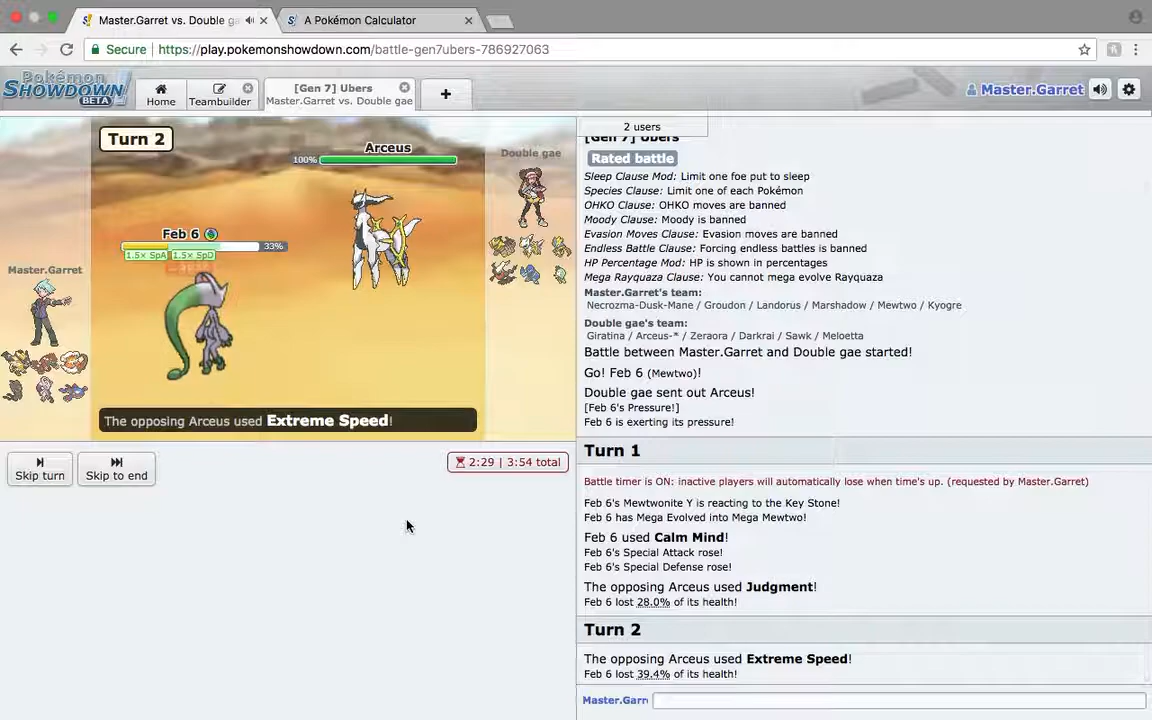 Master.Garret vs. Double ga
A Pokémon Calculator
Secure
https://play.pokemonshowdown.com/battle-gen7ubers-786927063
Pokémon
SHOWDOWN
BETA
Home
Teambuilder
[Gen 7] Ubers
Master.Garret vs. Double gae
+
Master.Garret
2 users
Turn 2
Arceus
100%
Double gae
Feb 6
33%
1.5× SpA 1.5× SpD
Master.Garret
The opposing Arceus used Extreme Speed!
Skip turn
Skip to end
2:29 | 3:54 total
[Gen 7] Ubers
Rated battle
Sleep Clause Mod: Limit one foe put to sleep
Species Clause: Limit one of each Pokémon
OHKO Clause: OHKO moves are banned
Moody Clause: Moody is banned
Evasion Moves Clause: Evasion moves are banned
Endless Battle Clause: Forcing endless battles is banned
HP Percentage Mod: HP is shown in percentages
Mega Rayquaza Clause: You cannot mega evolve Rayquaza
Master.Garret's team:
Necrozma-Dusk-Mane / Groudon / Landorus / Marshadow / Mewtwo / Kyogre
Double gae's team:
Giratina / Arceus-* / Zeraora / Darkrai / Sawk / Meloetta
Battle between Master.Garret and Double gae started!
Go! Feb 6 (Mewtwo)!
Double gae sent out Arceus!
[Feb 6's Pressure!]
Feb 6 is exerting its pressure!
Turn 1
Battle timer is ON: inactive players will automatically lose when time's up. (requested by Master.Garret)
Feb 6's Mewtwonite Y is reacting to the Key Stone!
Feb 6 has Mega Evolved into Mega Mewtwo!
Feb 6 used Calm Mind!
Feb 6's Special Attack rose!
Feb 6's Special Defense rose!
The opposing Arceus used Judgment!
Feb 6 lost 28.0% of its health!
Turn 2
The opposing Arceus used Extreme Speed!
Feb 6 lost 39.4% of its health!
Master.Garr